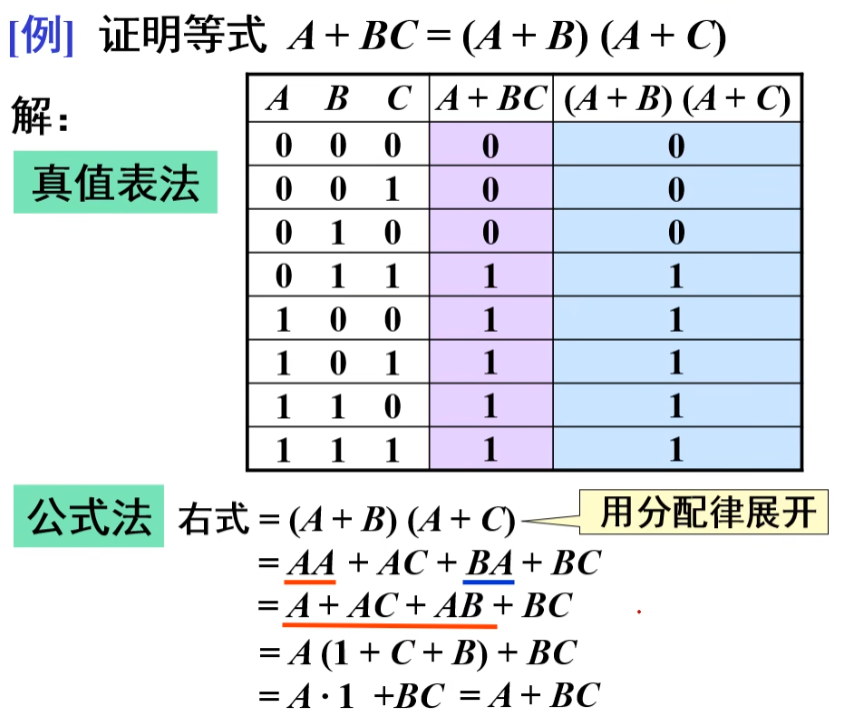 [例] 证明等式 A + BC = (A + B) (A + C)
解：
A B C A + BC (A + B) (A + C)
0 0 0 0 0
0 0 1 0 0
0 1 0 0 0
0 1 1 1 1
1 0 0 1 1
1 0 1 1 1
1 1 0 1 1
1 1 1 1 1
真值表法
公式法 右式 = (A + B) (A + C) 用分配律展开
= AA + AC + BA + BC
= A + AC + AB + BC
= A (1 + C + B) + BC
= A · 1 +BC = A + BC